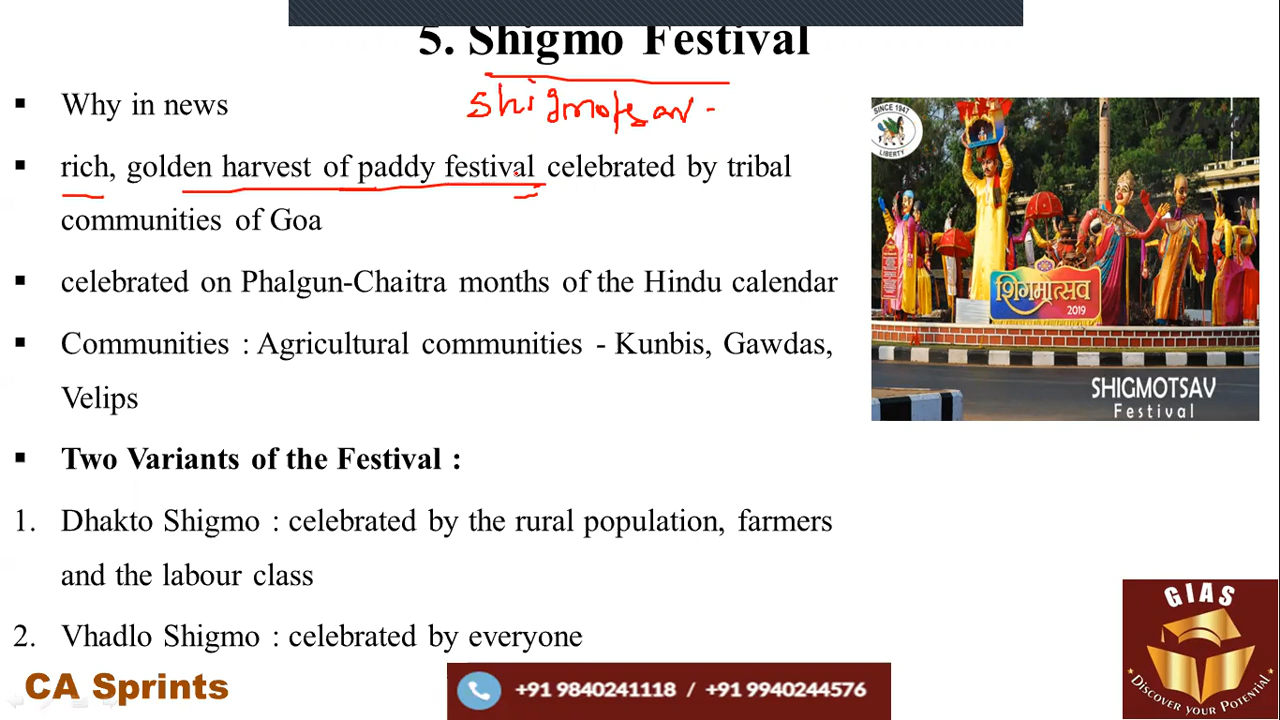 5. Shigmo Festival
Shigmotsav -
▪ Why in news
▪ rich, golden harvest of paddy festival celebrated by tribal
communities of Goa
▪ celebrated on Phalgun-Chaitra months of the Hindu calendar
▪ Communities : Agricultural communities - Kunbis, Gawdas,
Velips
▪ Two Variants of the Festival :
1. Dhakto Shigmo : celebrated by the rural population, farmers
and the labour class
2. Vhadlo Shigmo : celebrated by everyone
SINCE 1947
LIBERTY
शिगमोत्सव
2019
SHIGMOTSAV
Festival
CA Sprints
+91 9840241118 / +91 9940244576
GIAS
DISCOVER YOUR POTENTIAL